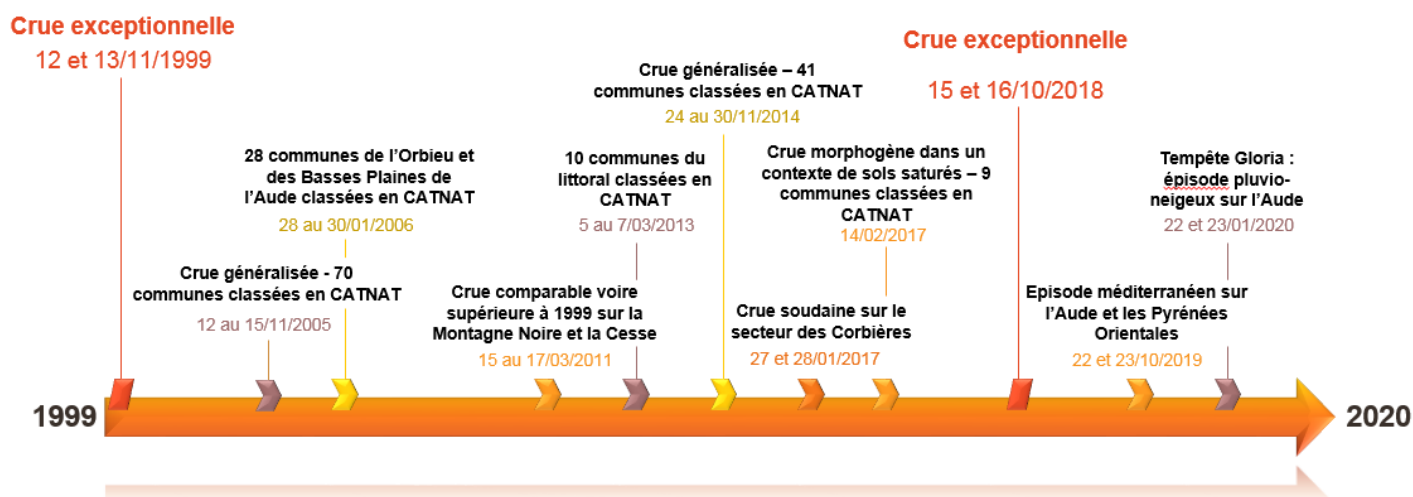 Crue exceptionnelle
12 et 13/11/1999
Crue généralisée - 70
communes classées en CATNAT
12 au 15/11/2005
28 communes de l'Orbieu et
des Basses Plaines de
l'Aude classées en CATNAT
28 au 30/01/2006
Crue comparable voire
supérieure à 1999 sur la
Montagne Noire et la Cesse
15 au 17/03/2011
10 communes du
littoral classées en
CATNAT
5 au 7/03/2013
Crue généralisée – 41
communes classées en CATNAT
24 au 30/11/2014
Crue soudaine sur le
secteur des Corbières
27 et 28/01/2017
Crue morphogène dans un
contexte de sols saturés – 9
communes classées en
CATNAT
14/02/2017
Crue exceptionnelle
15 et 16/10/2018
Episode méditerranéen sur
l'Aude et les Pyrénées
Orientales
22 et 23/10/2019
Tempête Gloria :
épisode pluvio-
neigeux sur l'Aude
22 et 23/01/2020
1999
2020